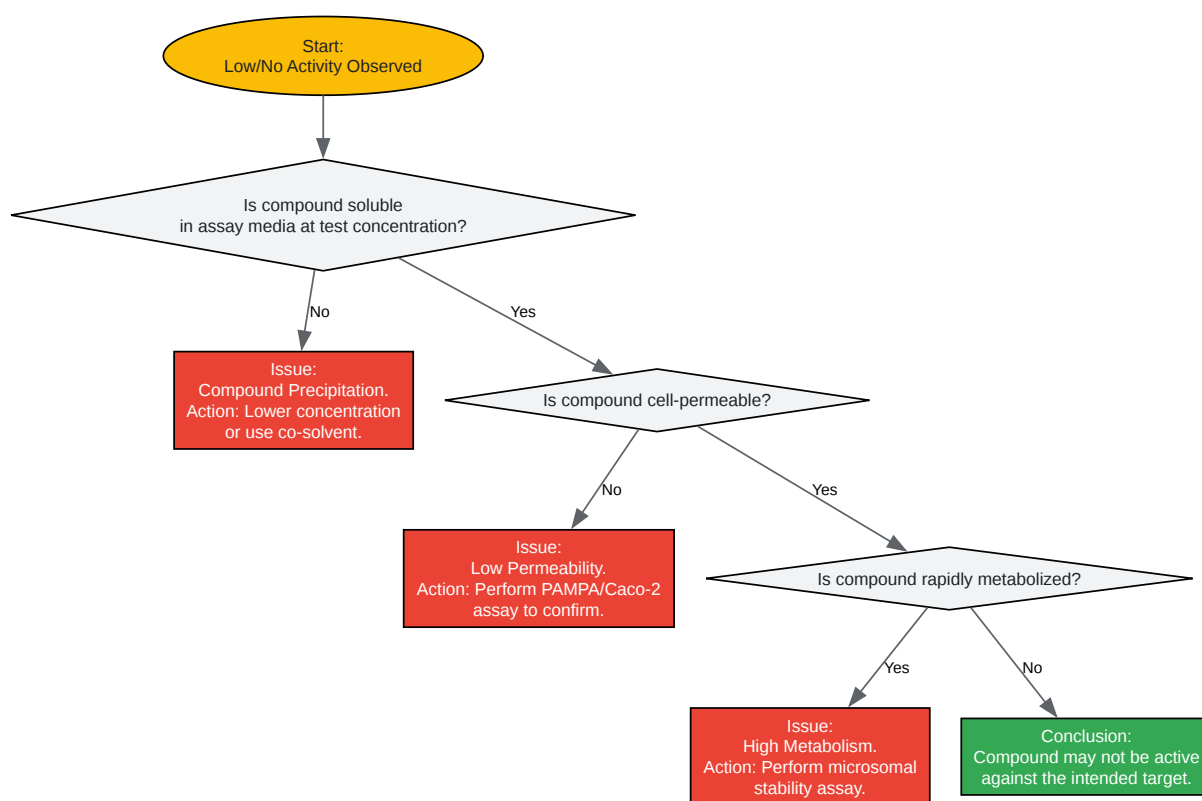 Start:
Low/No Activity Observed
Is compound soluble
in assay media at test concentration?
No
Yes
Issue:
Compound Precipitation.
Action: Lower concentration
or use co-solvent.
Is compound cell-permeable?
No
Yes
Issue:
Low Permeability.
Action: Perform PAMPA/Caco-2
assay to confirm.
Is compound rapidly metabolized?
Yes
No
Issue:
High Metabolism.
Action: Perform microsomal
stability assay.
Conclusion:
Compound may not be active
against the intended target.